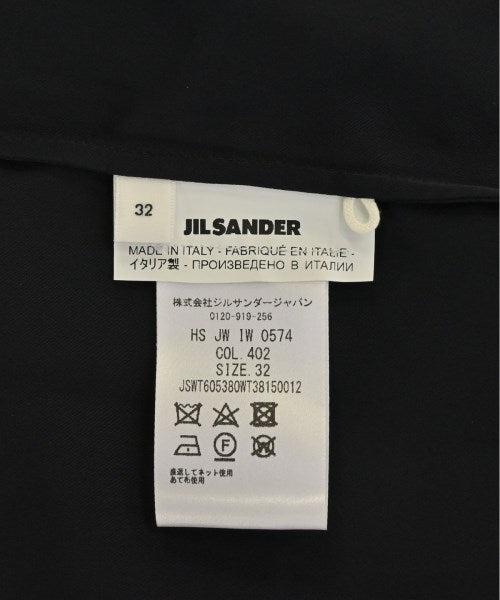 32
JIL SANDER
MADE IN ITALY - FABRIQUÉ EN ITALIE -
イタリア製 - ПРОИЗВЕДЕНО В ИТАЛИИ
株式会社ジルサンダージャパン
0120-919-256
HS JW IW 0574
COL. 402
SIZE. 32
JSWT605380WT38150012
F W
裏返してネット使用
あて布使用